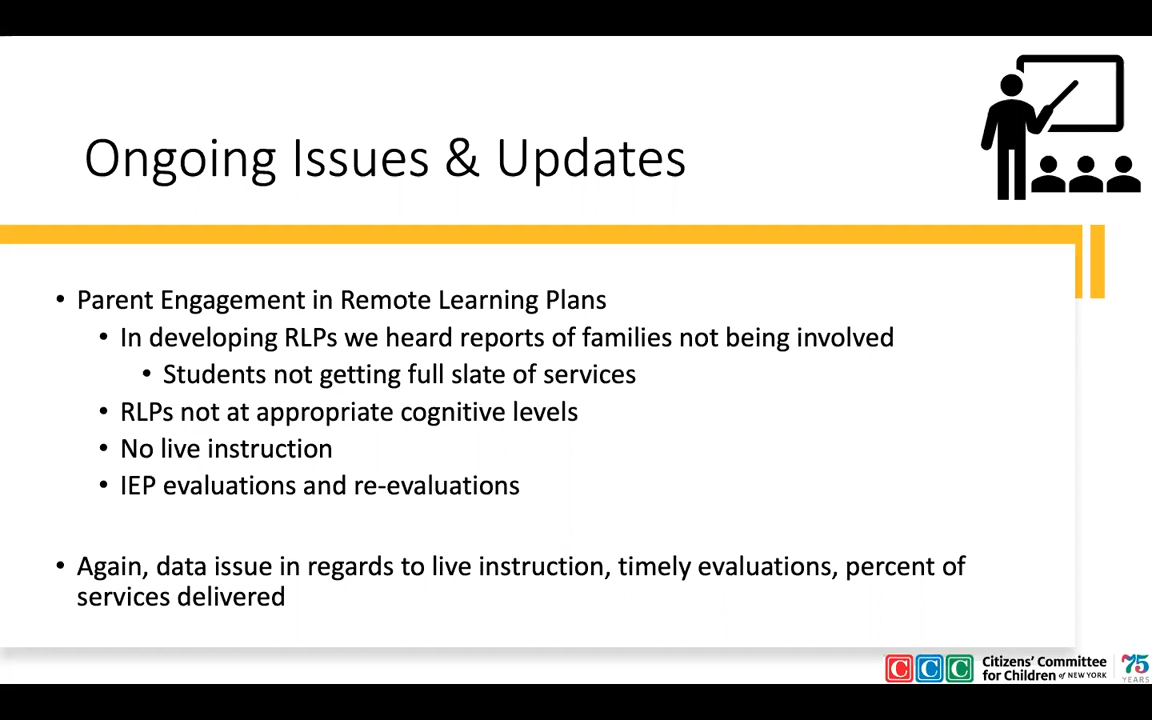 Ongoing Issues & Updates
• Parent Engagement in Remote Learning Plans
• In developing RLPs we heard reports of families not being involved
• Students not getting full slate of services
• RLPs not at appropriate cognitive levels
• No live instruction
• IEP evaluations and re-evaluations
• Again, data issue in regards to live instruction, timely evaluations, percent of
services delivered
CCC
Citizens' Committee
for Children of NEW YORK
75
YEARS